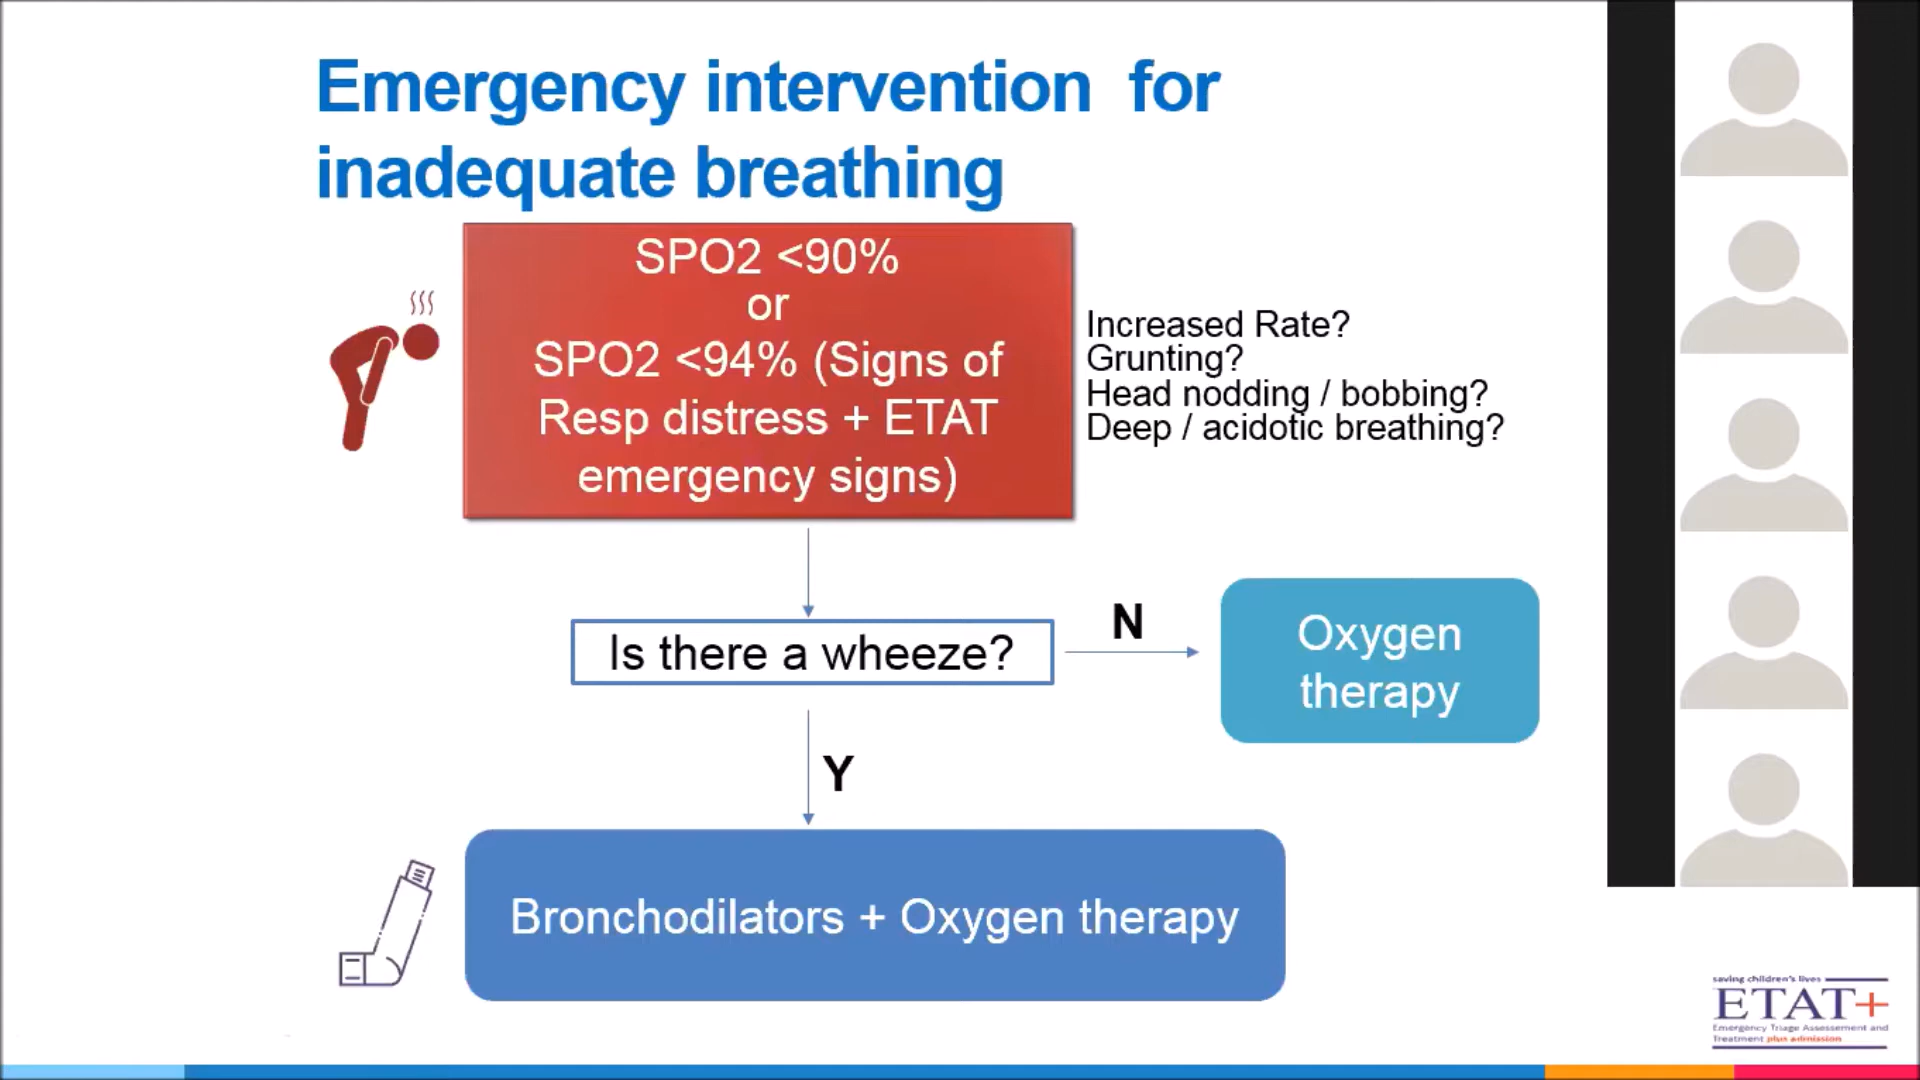 Emergency intervention for
inadequate breathing
SPO2 <90%
or
SPO2 <94% (Signs of
Resp distress + ETAT
emergency signs)
Increased Rate?
Grunting?
Head nodding / bobbing?
Deep / acidotic breathing?
Is there a wheeze?
N
Oxygen
therapy
Y
Bronchodilators + Oxygen therapy
saving children's lives
ETAT+
Emergency Triage Assessment and
Treatment plus admission